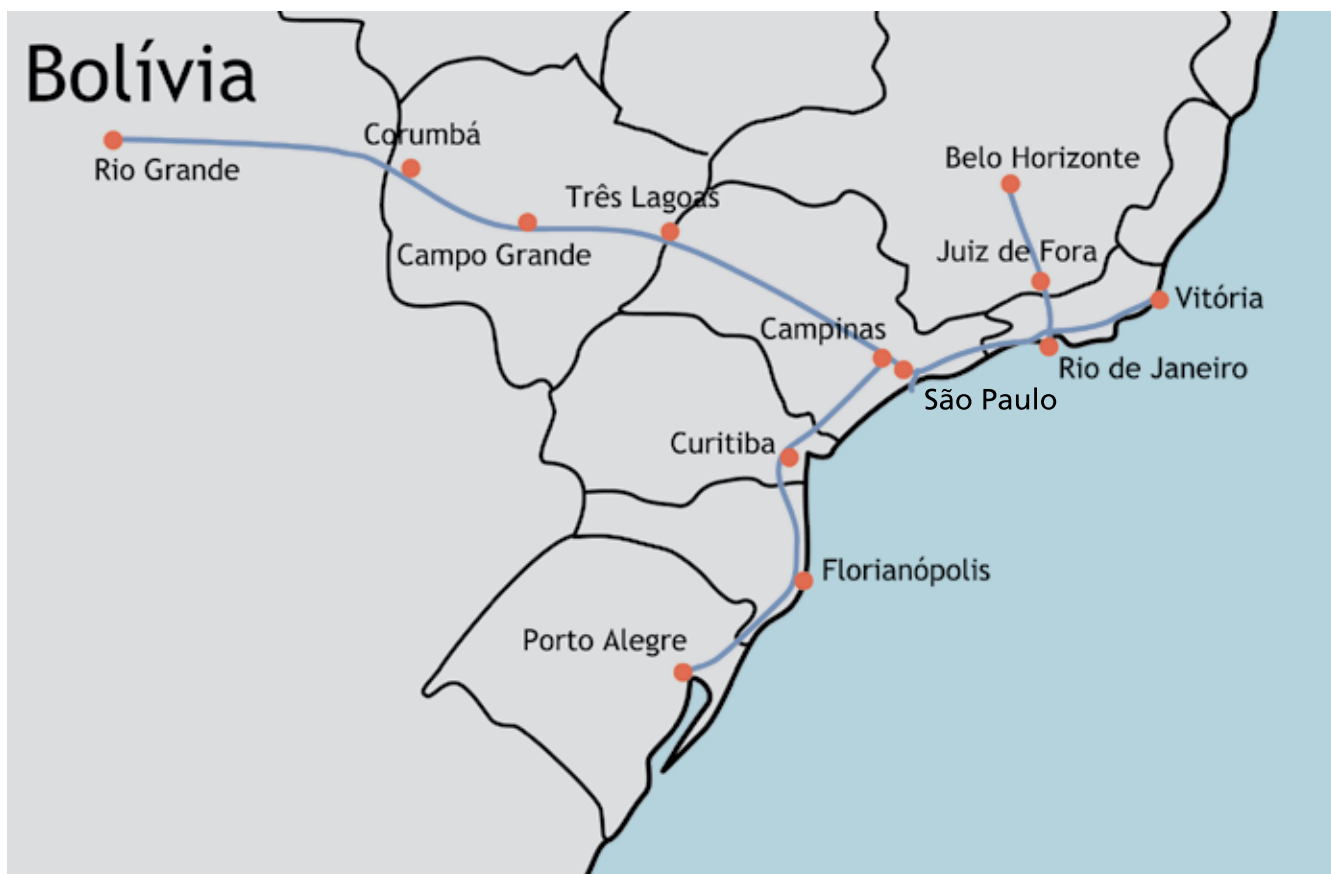 Bolívia
Corumbá
Rio Grande
Belo Horizonte
Três Lagoas
Campo Grande
Juiz de Fora
Vitória
Campinas
Rio de Janeiro
São Paulo
Curitiba
Florianópolis
Porto Alegre